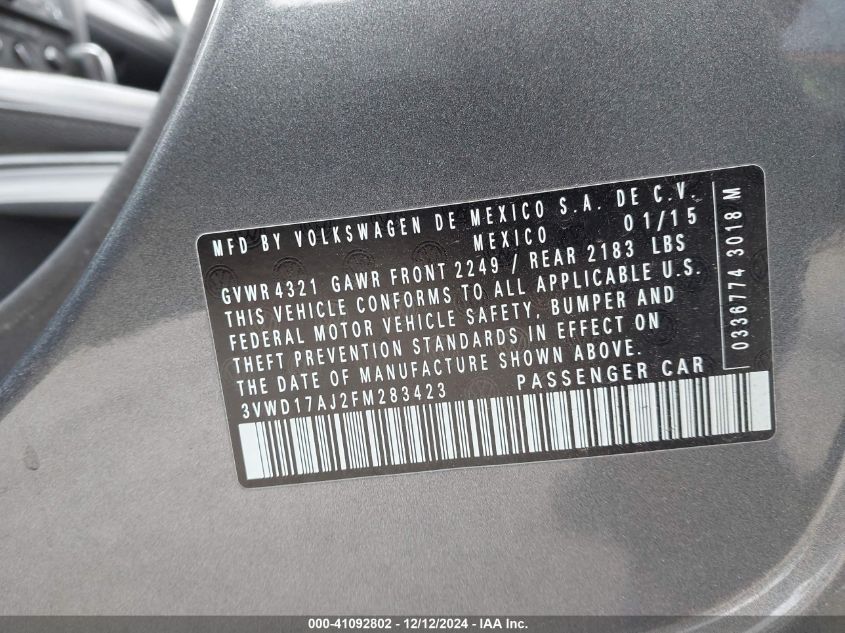 MFD BY VOLKSWAGEN DE MEXICO S.A. DE C.V.
MEXICO 01/15
GVWR 4321 GAWR FRONT 2249 / REAR 2183 LBS
THIS VEHICLE CONFORMS TO ALL APPLICABLE U.S.
FEDERAL MOTOR VEHICLE SAFETY, BUMPER AND
THEFT PREVENTION STANDARDS IN EFFECT ON
THE DATE OF MANUFACTURE SHOWN ABOVE.
3VWD17AJ2FM283423 PASSENGER CAR
0336774 3018 M
000-41092802 - 12/12/2024 - IAA Inc.